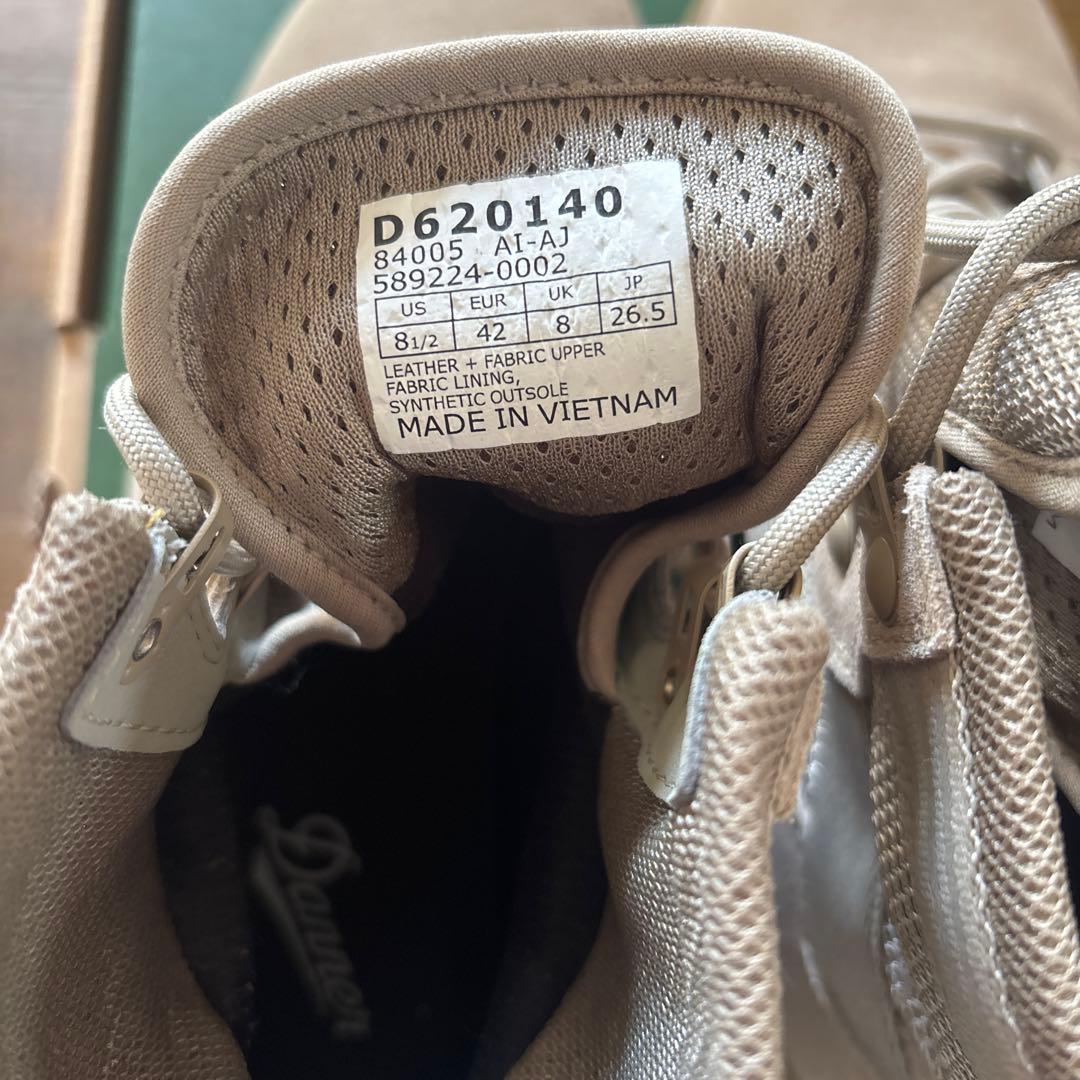 D620140
84005 AI-AJ
589224-0002
US EUR UK JP
8 1/2 42 8 26.5
LEATHER + FABRIC UPPER
FABRIC LINING,
SYNTHETIC OUTSOLE
MADE IN VIETNAM
Danner